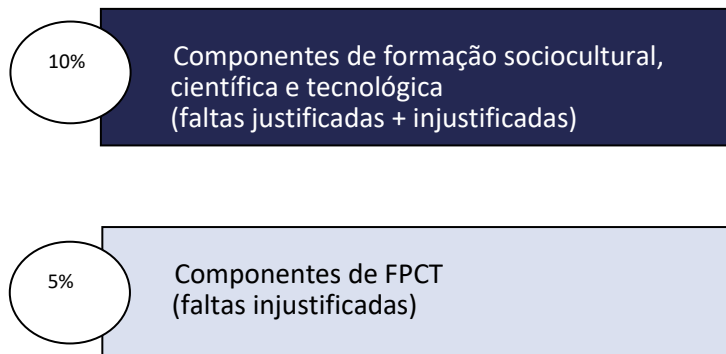 10%
Componentes de formação sociocultural,
científica e tecnológica
(faltas justificadas + injustificadas)
5%
Componentes de FPCT
(faltas injustificadas)